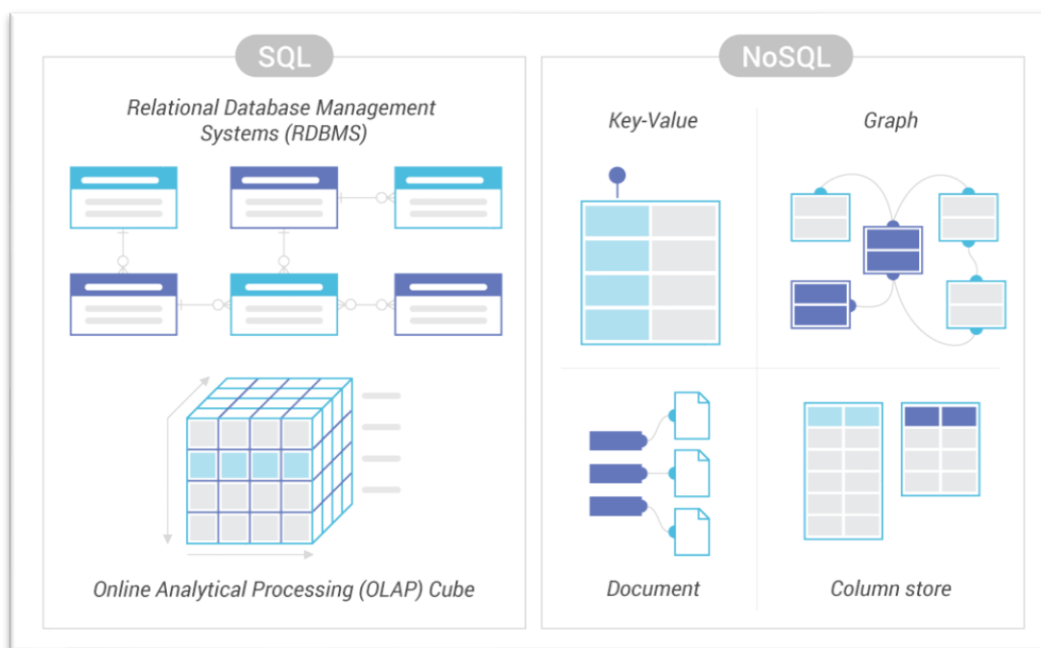 SQL
Relational Database Management
Systems (RDBMS)
Online Analytical Processing (OLAP) Cube
NoSQL
Key-Value
Graph
Document
Column store